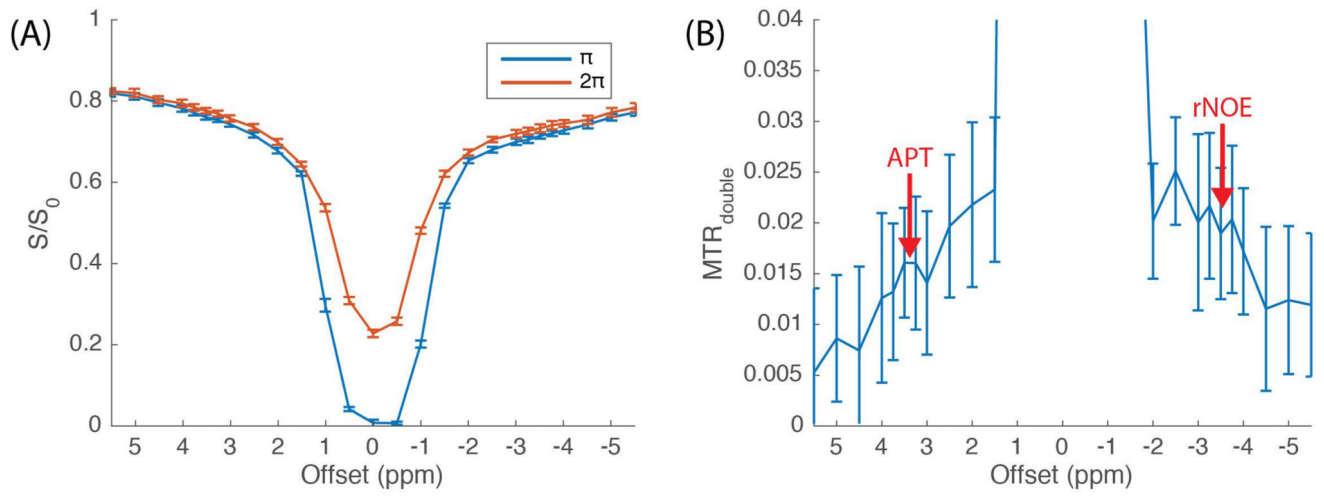 (A)
1
0.8
0.6
0.4
0.2
0
S/S0
π
2π
5 4 3 2 1 0 -1 -2 -3 -4 -5
Offset (ppm)
(B)
0.04
0.035
0.03
0.025
0.02
0.015
0.01
0.005
0
MTRdouble
APT
rNOE
5 4 3 2 1 0 -1 -2 -3 -4 -5
Offset (ppm)